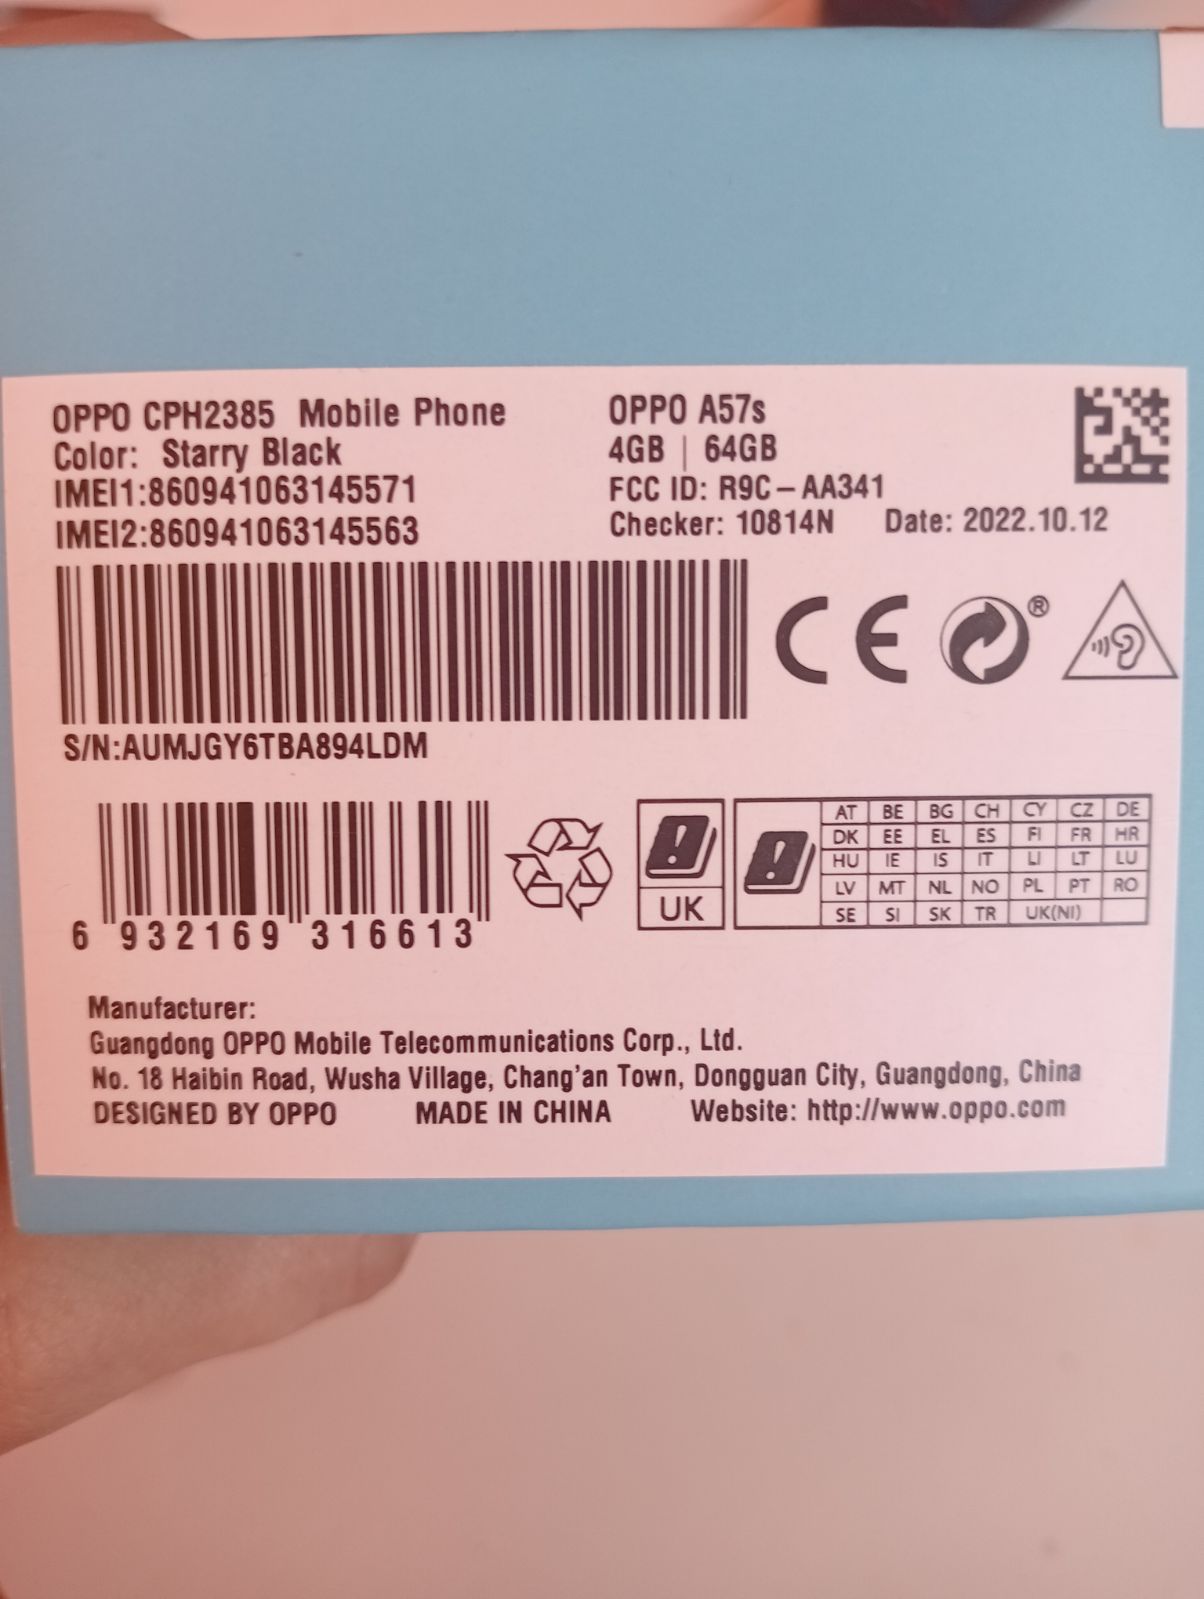 OPPO CPH2385 Mobile Phone
OPPO A57s
Color: Starry Black
4GB | 64GB
IMEI1:860941063145571
FCC ID: R9C-AA341
IMEI2:860941063145563
Checker: 10814N Date: 2022.10.12
CE ®
S/N:AUMJGY6TBA894LDM
AT BE BG CH CY CZ DE
DK EE EL ES FI FR HR
HU IE IS IT LI LT LU
LV MT NL NO PL PT RO
SE SI SK TR UK(NI)
UK
6 932169 316613
Manufacturer:
Guangdong OPPO Mobile Telecommunications Corp., Ltd.
No. 18 Haibin Road, Wusha Village, Chang'an Town, Dongguan City, Guangdong, China
DESIGNED BY OPPO MADE IN CHINA Website: http://www.oppo.com